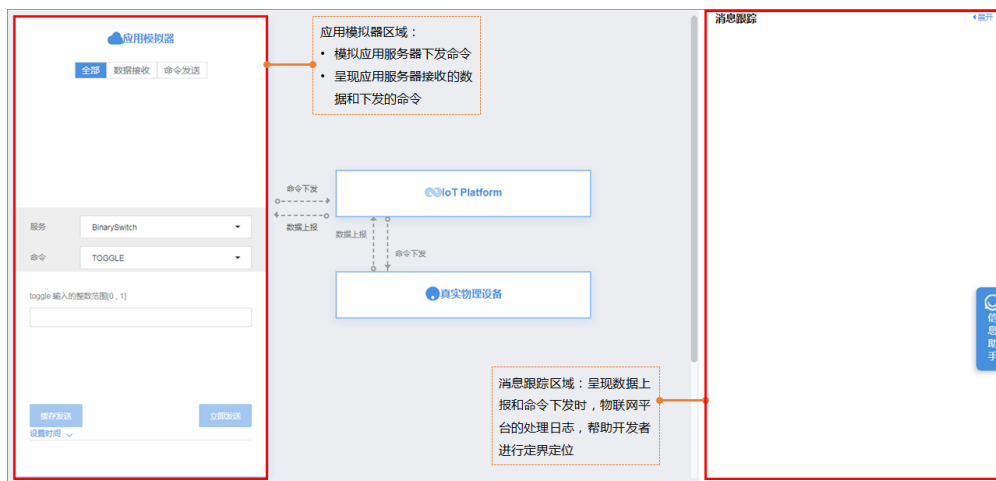 应用模拟器
全部 数据接收 命令发送
服务 BinarySwitch
命令 TOGGLE
toggle 输入的整数范围[0 , 1]
缓存发送 立即发送
设置时间
应用模拟器区域：
• 模拟应用服务器下发命令
• 呈现应用服务器接收的数
据和下发的命令
命令下发
数据上报
IoT Platform
数据上报
命令下发
真实物理设备
消息跟踪区域：呈现数据上
报和命令下发时，物联网平
台的处理日志，帮助开发者
进行定界定位
消息跟踪 展开
信
息
助
手